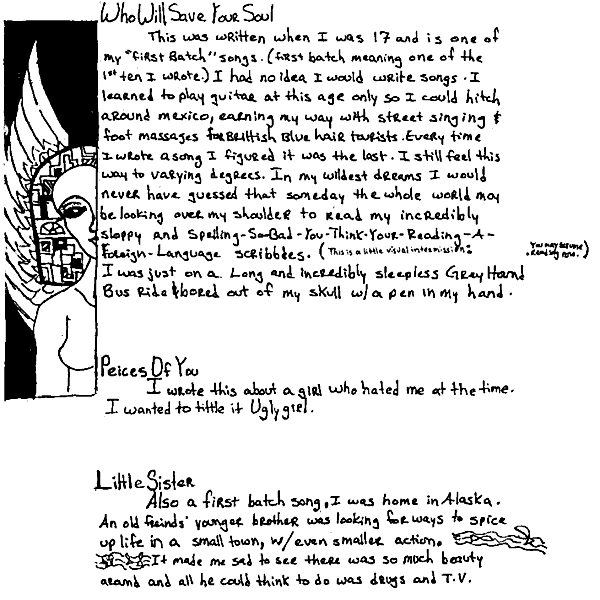 Who Will Save Your Soul
This was written when I was 17 and is one of
my "first Batch" songs. (first batch meaning one of the
1st ten I wrote.) I had no idea I would write songs. I
learned to play guitar at this age only so I could hitch
around mexico, earning my way with street singing &
foot massages for Brittish Blue hair tourists. Every time
I wrote a song I figured it was the last. I still feel this
way to varying degrees. In my wildest dreams I would
never have guessed that someday the whole world may
be looking over my shoulder to read my incredibly
sloppy and Spelling-So-Bad-You-Think-Your-Reading-A-
Foreign-Language scribbles. (This is a little visual intermission. You may resume reading now.)
I was just on a Long and incredibly sleepless Grey Hound
Bus Ride & bored out of my skull w/a pen in my hand.
Peices Of You
I wrote this about a girl who hated me at the time.
I wanted to tittle it Ugly girl.
Little Sister
Also a first batch song, I was home in Alaska.
An old freinds' younger brother was looking for ways to spice
up life in a small town, w/even smaller action.
It made me sad to see there was so much beauty
around and all he could think to do was drugs and T.V.